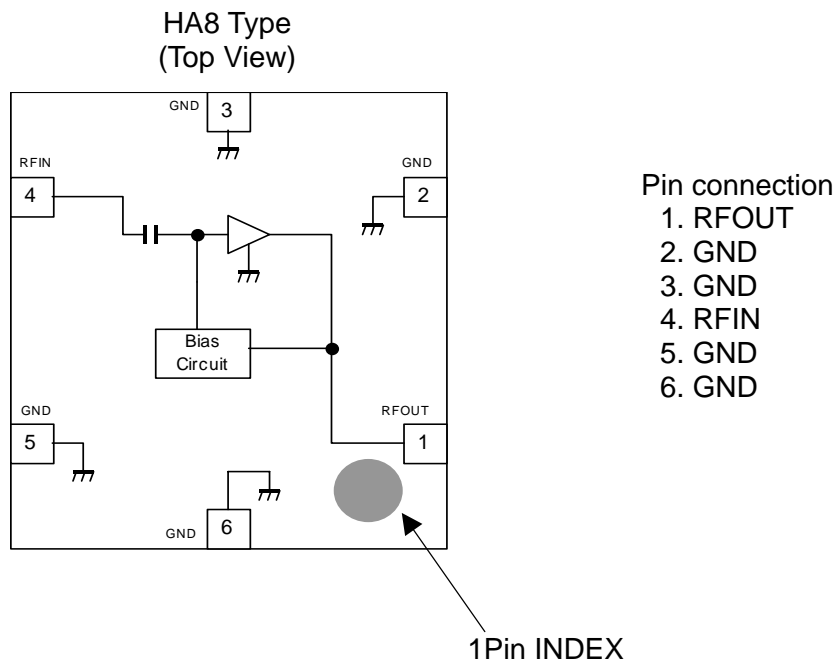 HA8 Type
(Top View)
GND
3
RFIN
4
GND
2
Bias
Circuit
GND
5
RFOUT
1
GND
6
1Pin INDEX
Pin connection
1. RFOUT
2. GND
3. GND
4. RFIN
5. GND
6. GND